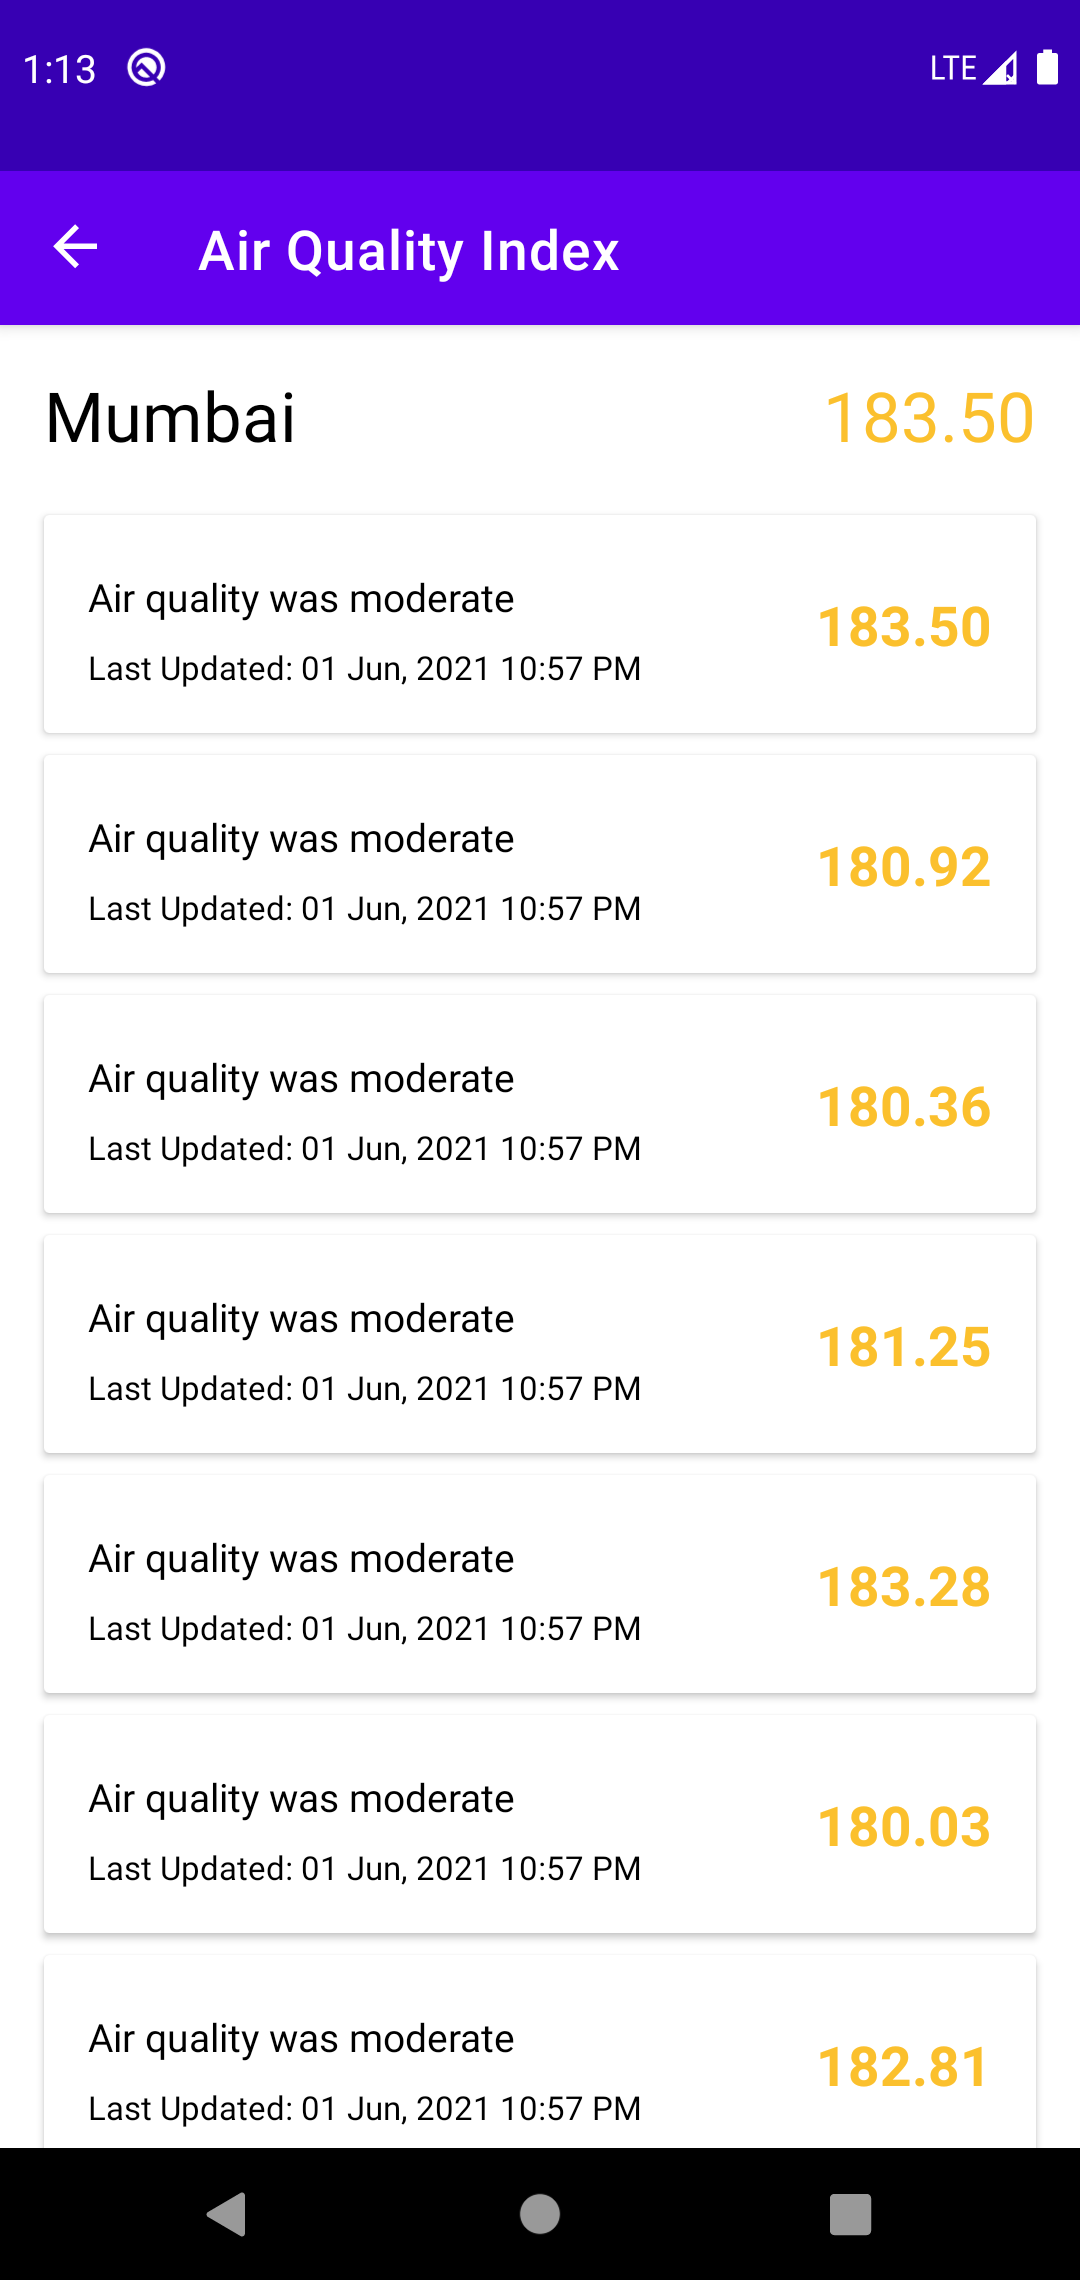 1:13 LTE
Air Quality Index
Mumbai 183.50
Air quality was moderate
183.50
Last Updated: 01 Jun, 2021 10:57 PM
Air quality was moderate
180.92
Last Updated: 01 Jun, 2021 10:57 PM
Air quality was moderate
180.36
Last Updated: 01 Jun, 2021 10:57 PM
Air quality was moderate
181.25
Last Updated: 01 Jun, 2021 10:57 PM
Air quality was moderate
183.28
Last Updated: 01 Jun, 2021 10:57 PM
Air quality was moderate
180.03
Last Updated: 01 Jun, 2021 10:57 PM
Air quality was moderate
182.81
Last Updated: 01 Jun, 2021 10:57 PM